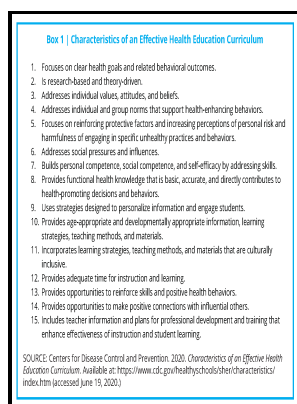 Box 1 | Characteristics of an Effective Health Education Curriculum
1. Focuses on clear health goals and related behavioral outcomes.
2. Is research-based and theory-driven.
3. Addresses individual values, attitudes, and beliefs.
4. Addresses individual and group norms that support health-enhancing behaviors.
5. Focuses on reinforcing protective factors and increasing perceptions of personal risk and
harmfulness of engaging in specific unhealthy practices and behaviors.
6. Addresses social pressures and influences.
7. Builds personal competence, social competence, and self-efficacy by addressing skills.
8. Provides functional health knowledge that is basic, accurate, and directly contributes to
health-promoting decisions and behaviors.
9. Uses strategies designed to personalize information and engage students.
10. Provides age-appropriate and developmentally appropriate information, learning
strategies, teaching methods, and materials.
11. Incorporates learning strategies, teaching methods, and materials that are culturally
inclusive.
12. Provides adequate time for instruction and learning.
13. Provides opportunities to reinforce skills and positive health behaviors.
14. Provides opportunities to make positive connections with influential others.
15. Includes teacher information and plans for professional development and training that
enhance effectiveness of instruction and student learning.
SOURCE: Centers for Disease Control and Prevention. 2020. Characteristics of an Effective Health
Education Curriculum. Available at: https://www.cdc.gov/healthyschools/sher/characteristics/
index.htm (accessed June 19, 2020.)